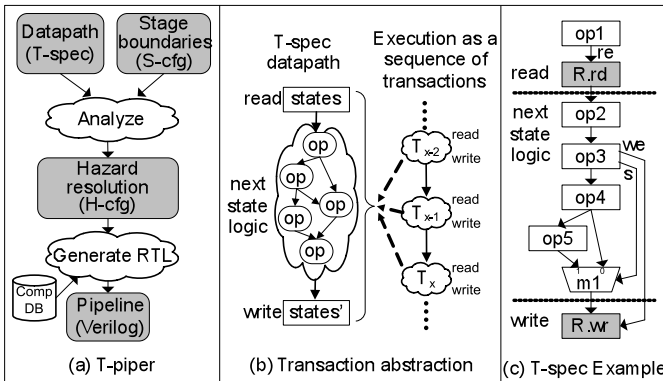 Datapath
(T-spec)
Stage
boundaries
(S-cfg)
Analyze
Hazard
resolution
(H-cfg)
Generate RTL
Comp
DB
Pipeline
(Verilog)
(a) T-piper
T-spec
datapath
read
states
op
op
op
op
op
next
state
logic
write
states'
Execution as a
sequence of
transactions
Tx-2
read
write
Tx-1
read
write
Tx
read
write
(b) Transaction abstraction
op1
re
read
R.rd
next
state
logic
op2
op3
we
s
op4
op5
1
0
m1
write
R.wr
(c) T-spec Example